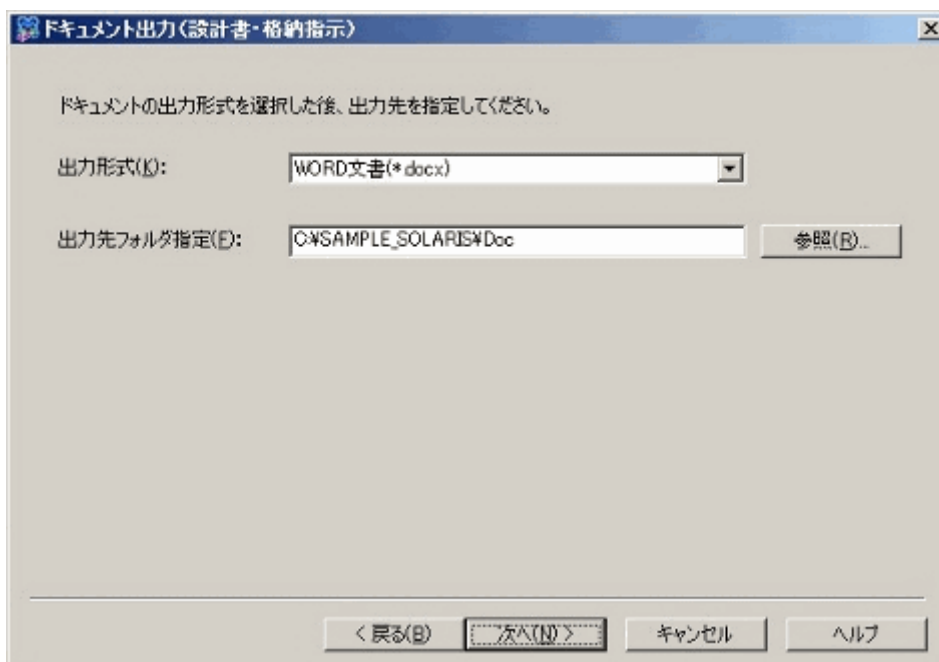 ドキュメント出力(設計書・格納指示)
ドキュメントの出力形式を選択した後、出力先を指定してください。
出力形式(K): WORD文書(*.docx)
出力先フォルダ指定(F): C:¥SAMPLE_SOLARIS¥Doc 参照(R)...
< 戻る(B) 次へ(N) > キャンセル ヘルプ